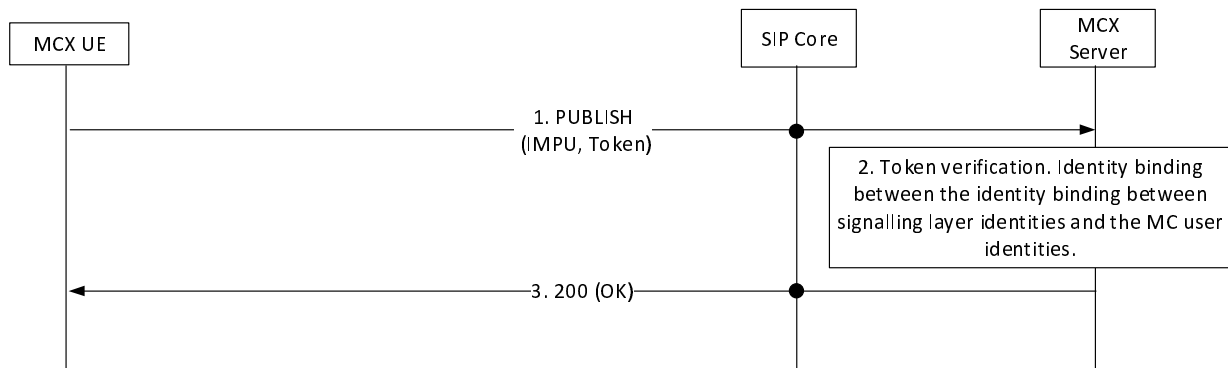 MCX UE
SIP Core
MCX
Server
1. PUBLISH
(IMPU, Token)
2. Token verification. Identity binding
between the identity binding between
signalling layer identities and the MC user
identities.
3. 200 (OK)